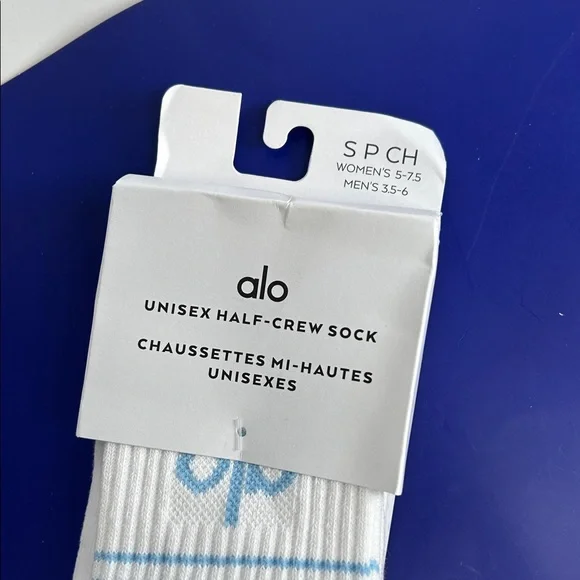 S P CH
WOMEN'S 5-7.5
MEN'S 3.5-6
alo
UNISEX HALF-CREW SOCK
CHAUSSETTES MI-HAUTES
UNISEXES